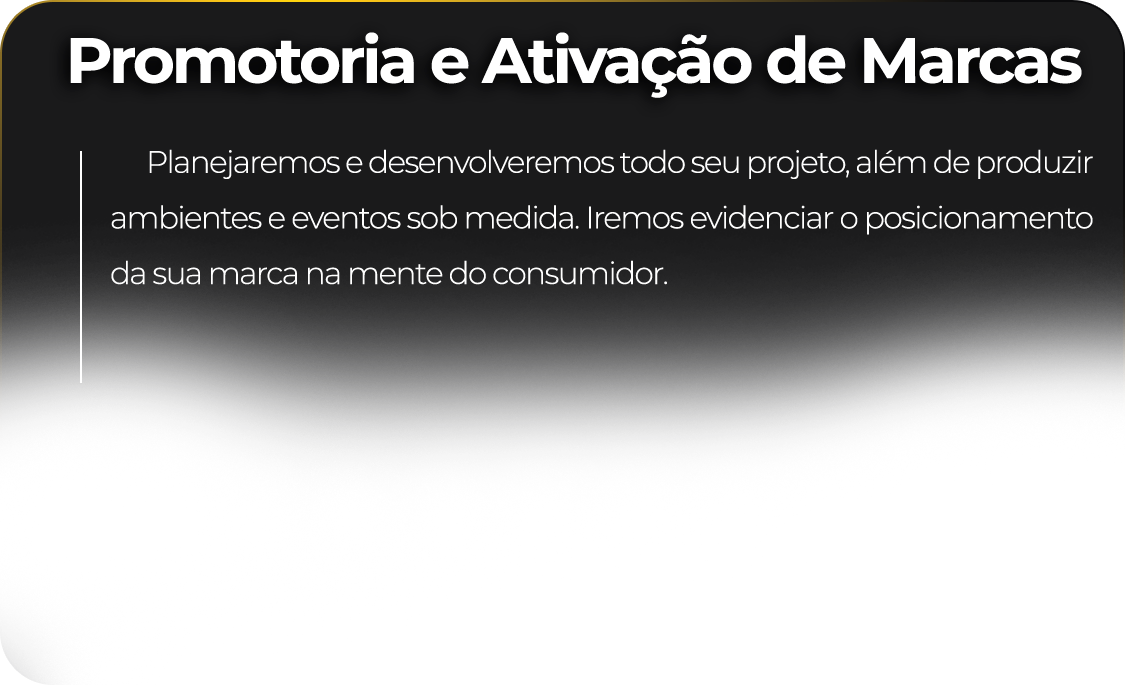 Promotoria e Ativação de Marcas
Planejaremos e desenvolveremos todo seu projeto, além de produzir
ambientes e eventos sob medida. Iremos evidenciar o posicionamento
da sua marca na mente do consumidor.